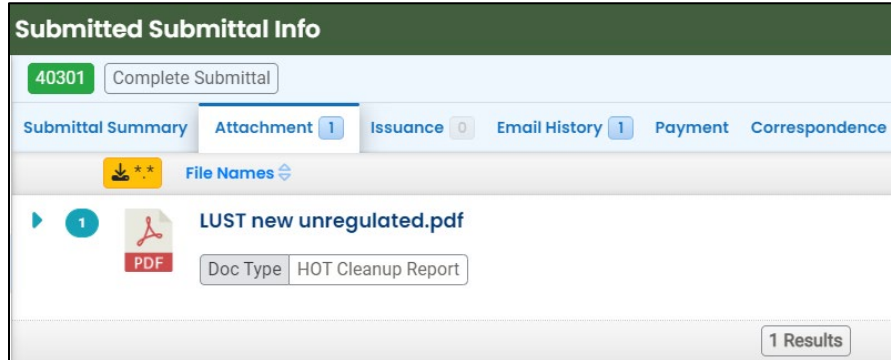 Submitted Submittal Info
40301 Complete Submittal
Submittal Summary Attachment 1 Issuance 0 Email History 1 Payment Correspondence
*.* File Names
1 LUST new unregulated.pdf
PDF Doc Type HOT Cleanup Report
1 Results